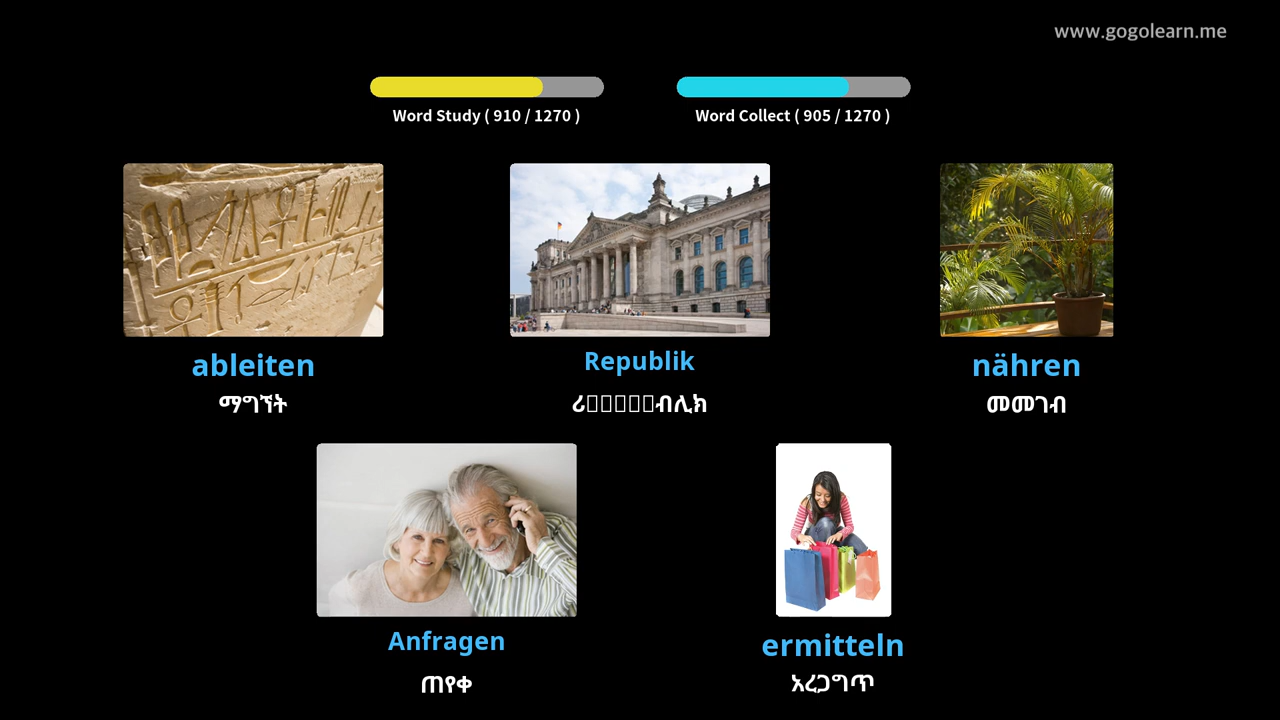 www.gogolearn.me
Word Study ( 910 / 1270 )
Word Collect ( 905 / 1270 )
ableiten
ማግኘት
Republik
ሪ▯▯▯▯▯ብሊክ
nähren
መመገብ
Anfragen
ጠየቀ
ermitteln
አረጋግጥ